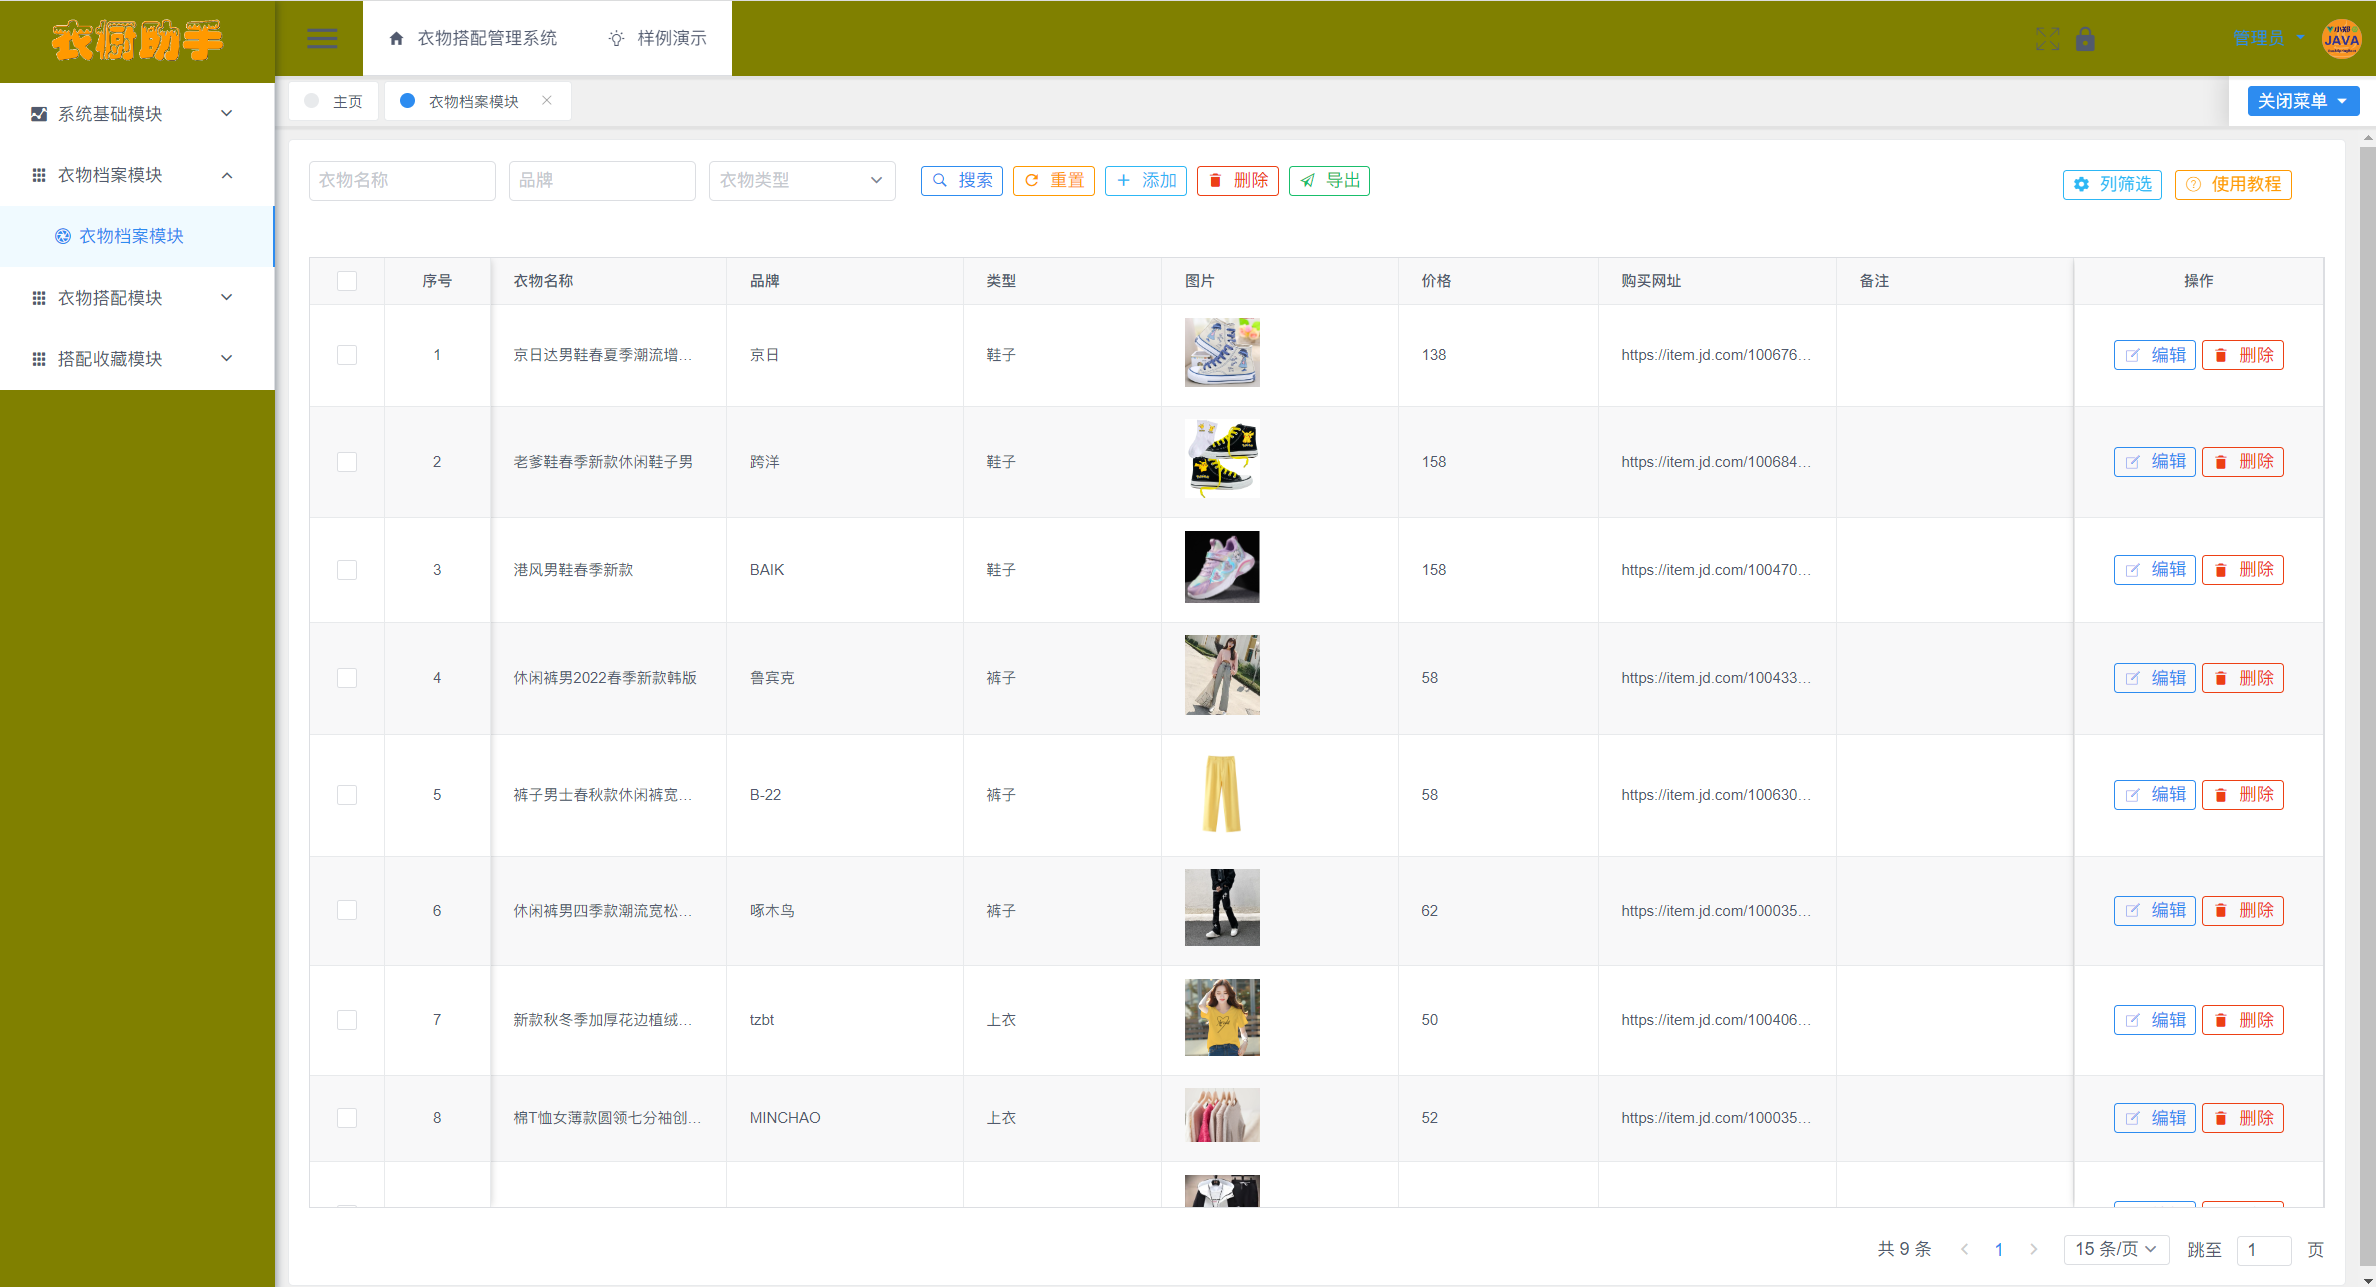 衣橱助手
衣物搭配管理系统 样例演示
管理员
JAVA
主页 衣物档案模块
关闭菜单
系统基础模块
衣物档案模块
衣物档案模块
衣物搭配模块
搭配收藏模块
衣物名称 品牌 衣物类型 搜索 重置 添加 删除 导出 列筛选 使用教程
序号 衣物名称 品牌 类型 图片 价格 购买网址 备注 操作
1 京日达男鞋春夏季潮流增... 京日 鞋子 138 https://item.jd.com/100676... 编辑 删除
2 老爹鞋春季新款休闲鞋子男 跨洋 鞋子 158 https://item.jd.com/100684... 编辑 删除
3 港风男鞋春季新款 BAIK 鞋子 158 https://item.jd.com/100470... 编辑 删除
4 休闲裤男2022春季新款韩版 鲁宾克 裤子 58 https://item.jd.com/100433... 编辑 删除
5 裤子男士春秋款休闲裤宽... B-22 裤子 58 https://item.jd.com/100630... 编辑 删除
6 休闲裤男四季款潮流宽松... 啄木鸟 裤子 62 https://item.jd.com/100035... 编辑 删除
7 新款秋冬季加厚花边植绒... tzbt 上衣 50 https://item.jd.com/100406... 编辑 删除
8 棉T恤女薄款圆领七分袖创... MINCHAO 上衣 52 https://item.jd.com/100035... 编辑 删除
共 9 条 1 15 条/页 跳至 1 页